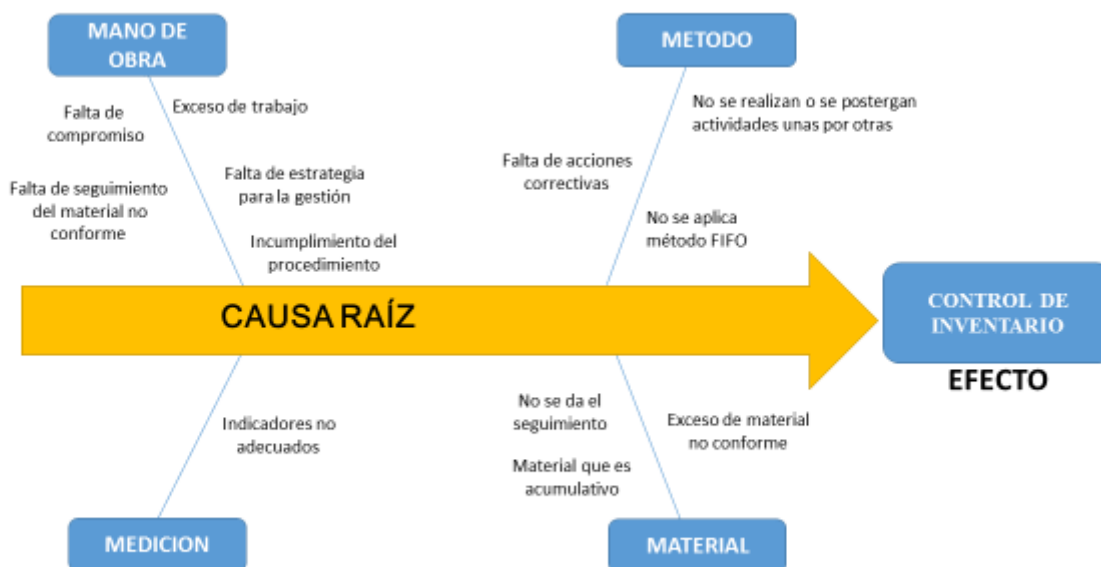 MANO DE
OBRA
METODO
Falta de
compromiso
Exceso de trabajo
Falta de seguimiento
del material no
conforme
Falta de estrategia
para la gestión
Incumplimiento del
procedimiento
No se realizan o se postergan
actividades unas por otras
Falta de acciones
correctivas
No se aplica
método FIFO
CAUSA RAÍZ
CONTROL DE
INVENTARIO
EFECTO
Indicadores no
adecuados
No se da el
seguimiento
Exceso de material
no conforme
Material que es
acumulativo
MEDICION
MATERIAL